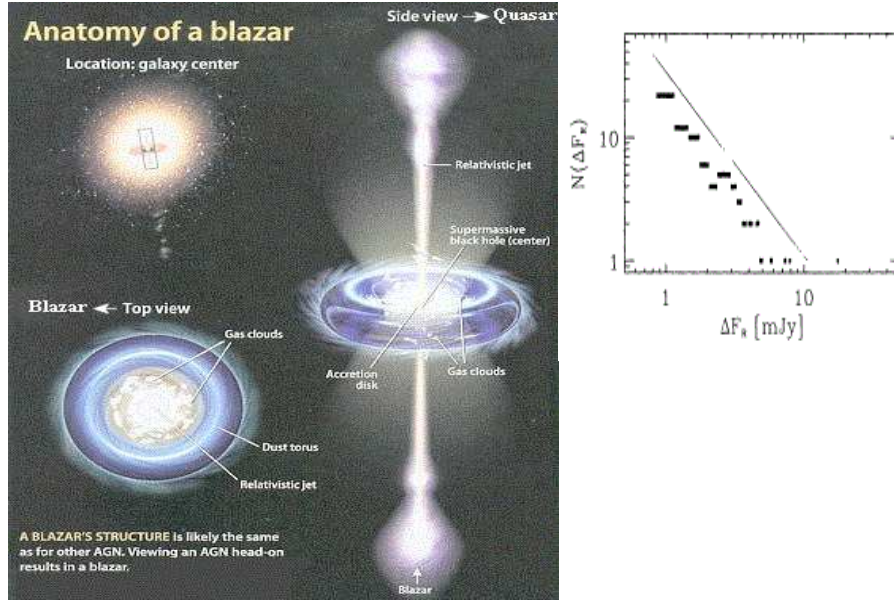 Anatomy of a blazar
Location: galaxy center
Side view → Quasar
Relativistic jet
Supermassive
black hole (center)
Blazar ← Top view
Gas clouds
Accretion
disk
Gas clouds
Dust torus
Relativistic jet
A BLAZAR'S STRUCTURE is likely the same
as for other AGN. Viewing an AGN head-on
results in a blazar.
Blazar
N(ΔF_R)
10
1
1
10
ΔF_R [mJy]